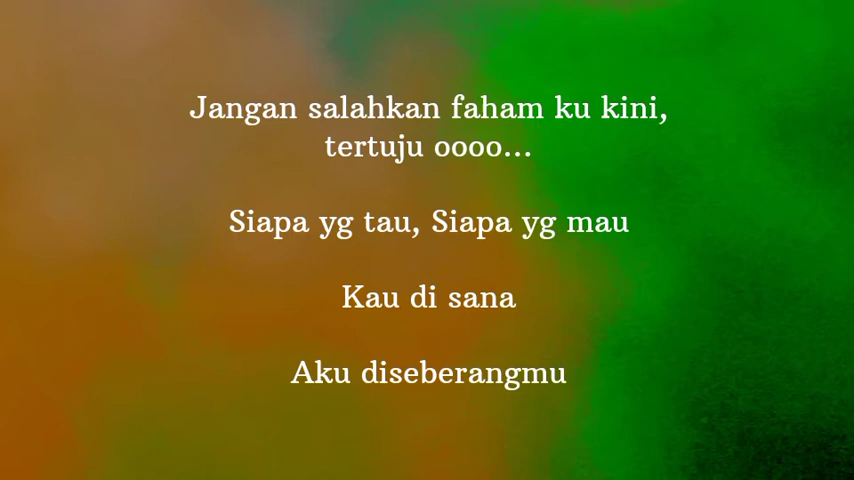 Jangan salahkan faham ku kini,
tertuju oooo...
Siapa yg tau, Siapa yg mau
Kau di sana
Aku diseberangmu